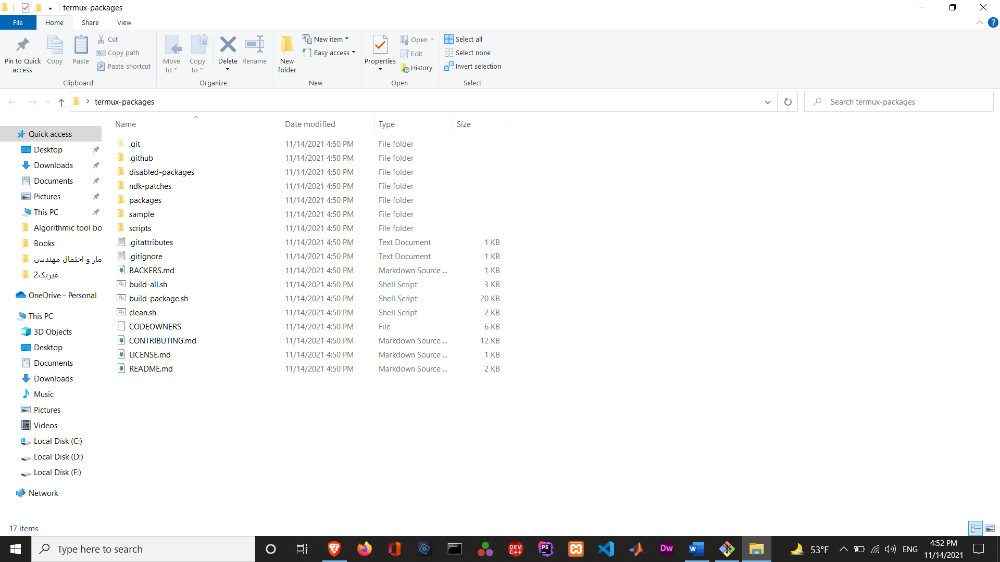 termux-packages
File Home Share View
Pin to Quick access
Copy
Paste
Cut
Copy path
Paste shortcut
Clipboard
Move to
Copy to
Delete
Rename
Organize
New folder
New item
Easy access
New
Properties
Open
Edit
History
Open
Select all
Select none
Invert selection
Select
termux-packages
Search termux-packages
Quick access
Desktop
Downloads
Documents
Pictures
This PC
Algorithmic tool bo
Books
مار و احتمال مهندسی
فیزیک2
OneDrive - Personal
This PC
3D Objects
Desktop
Documents
Downloads
Music
Pictures
Videos
Local Disk (C:)
Local Disk (D:)
Local Disk (F:)
Network
Name Date modified Type Size
.git 11/14/2021 4:50 PM File folder
.github 11/14/2021 4:50 PM File folder
disabled-packages 11/14/2021 4:50 PM File folder
ndk-patches 11/14/2021 4:50 PM File folder
packages 11/14/2021 4:50 PM File folder
sample 11/14/2021 4:50 PM File folder
scripts 11/14/2021 4:50 PM File folder
.gitattributes 11/14/2021 4:50 PM Text Document 1 KB
.gitignore 11/14/2021 4:50 PM Text Document 1 KB
BACKERS.md 11/14/2021 4:50 PM Markdown Source ... 1 KB
build-all.sh 11/14/2021 4:50 PM Shell Script 3 KB
build-package.sh 11/14/2021 4:50 PM Shell Script 20 KB
clean.sh 11/14/2021 4:50 PM Shell Script 2 KB
CODEOWNERS 11/14/2021 4:50 PM File 6 KB
CONTRIBUTING.md 11/14/2021 4:50 PM Markdown Source ... 12 KB
LICENSE.md 11/14/2021 4:50 PM Markdown Source ... 1 KB
README.md 11/14/2021 4:50 PM Markdown Source ... 2 KB
17 items
Type here to search
DEV C++
PS
Dw
W
53°F
ENG
4:52 PM
11/14/2021